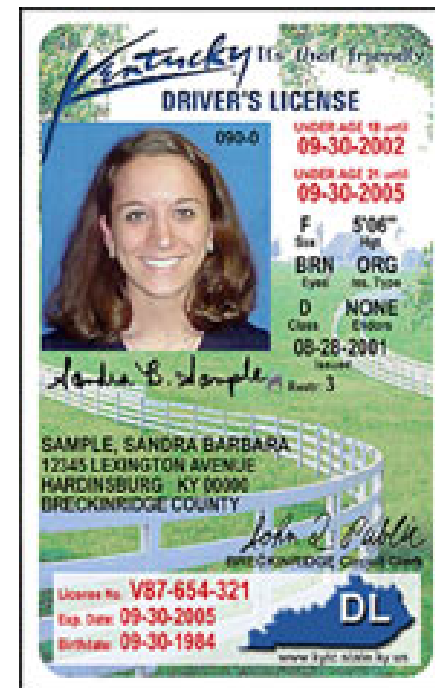 Kentucky It's that friendly
DRIVER'S LICENSE
090-0
UNDER AGE 18 until
09-30-2002
UNDER AGE 21 until
09-30-2005
F 5'06"
Sex Hgt.
BRN ORG
Eyes Iss. Type
D NONE
Class Endors
08-28-2001
Issued
Sandra B. Sample
Restr 3
SAMPLE, SANDRA BARBARA
12345 LEXINGTON AVENUE
HARDINSBURG KY 00000
BRECKINRIDGE COUNTY
John Q. Public
BRECKINRIDGE Circuit Clerk
License No. V87-654-321
Exp. Date: 09-30-2005
Birthdate: 09-30-1984
DL
www.kytc.state.ky.us